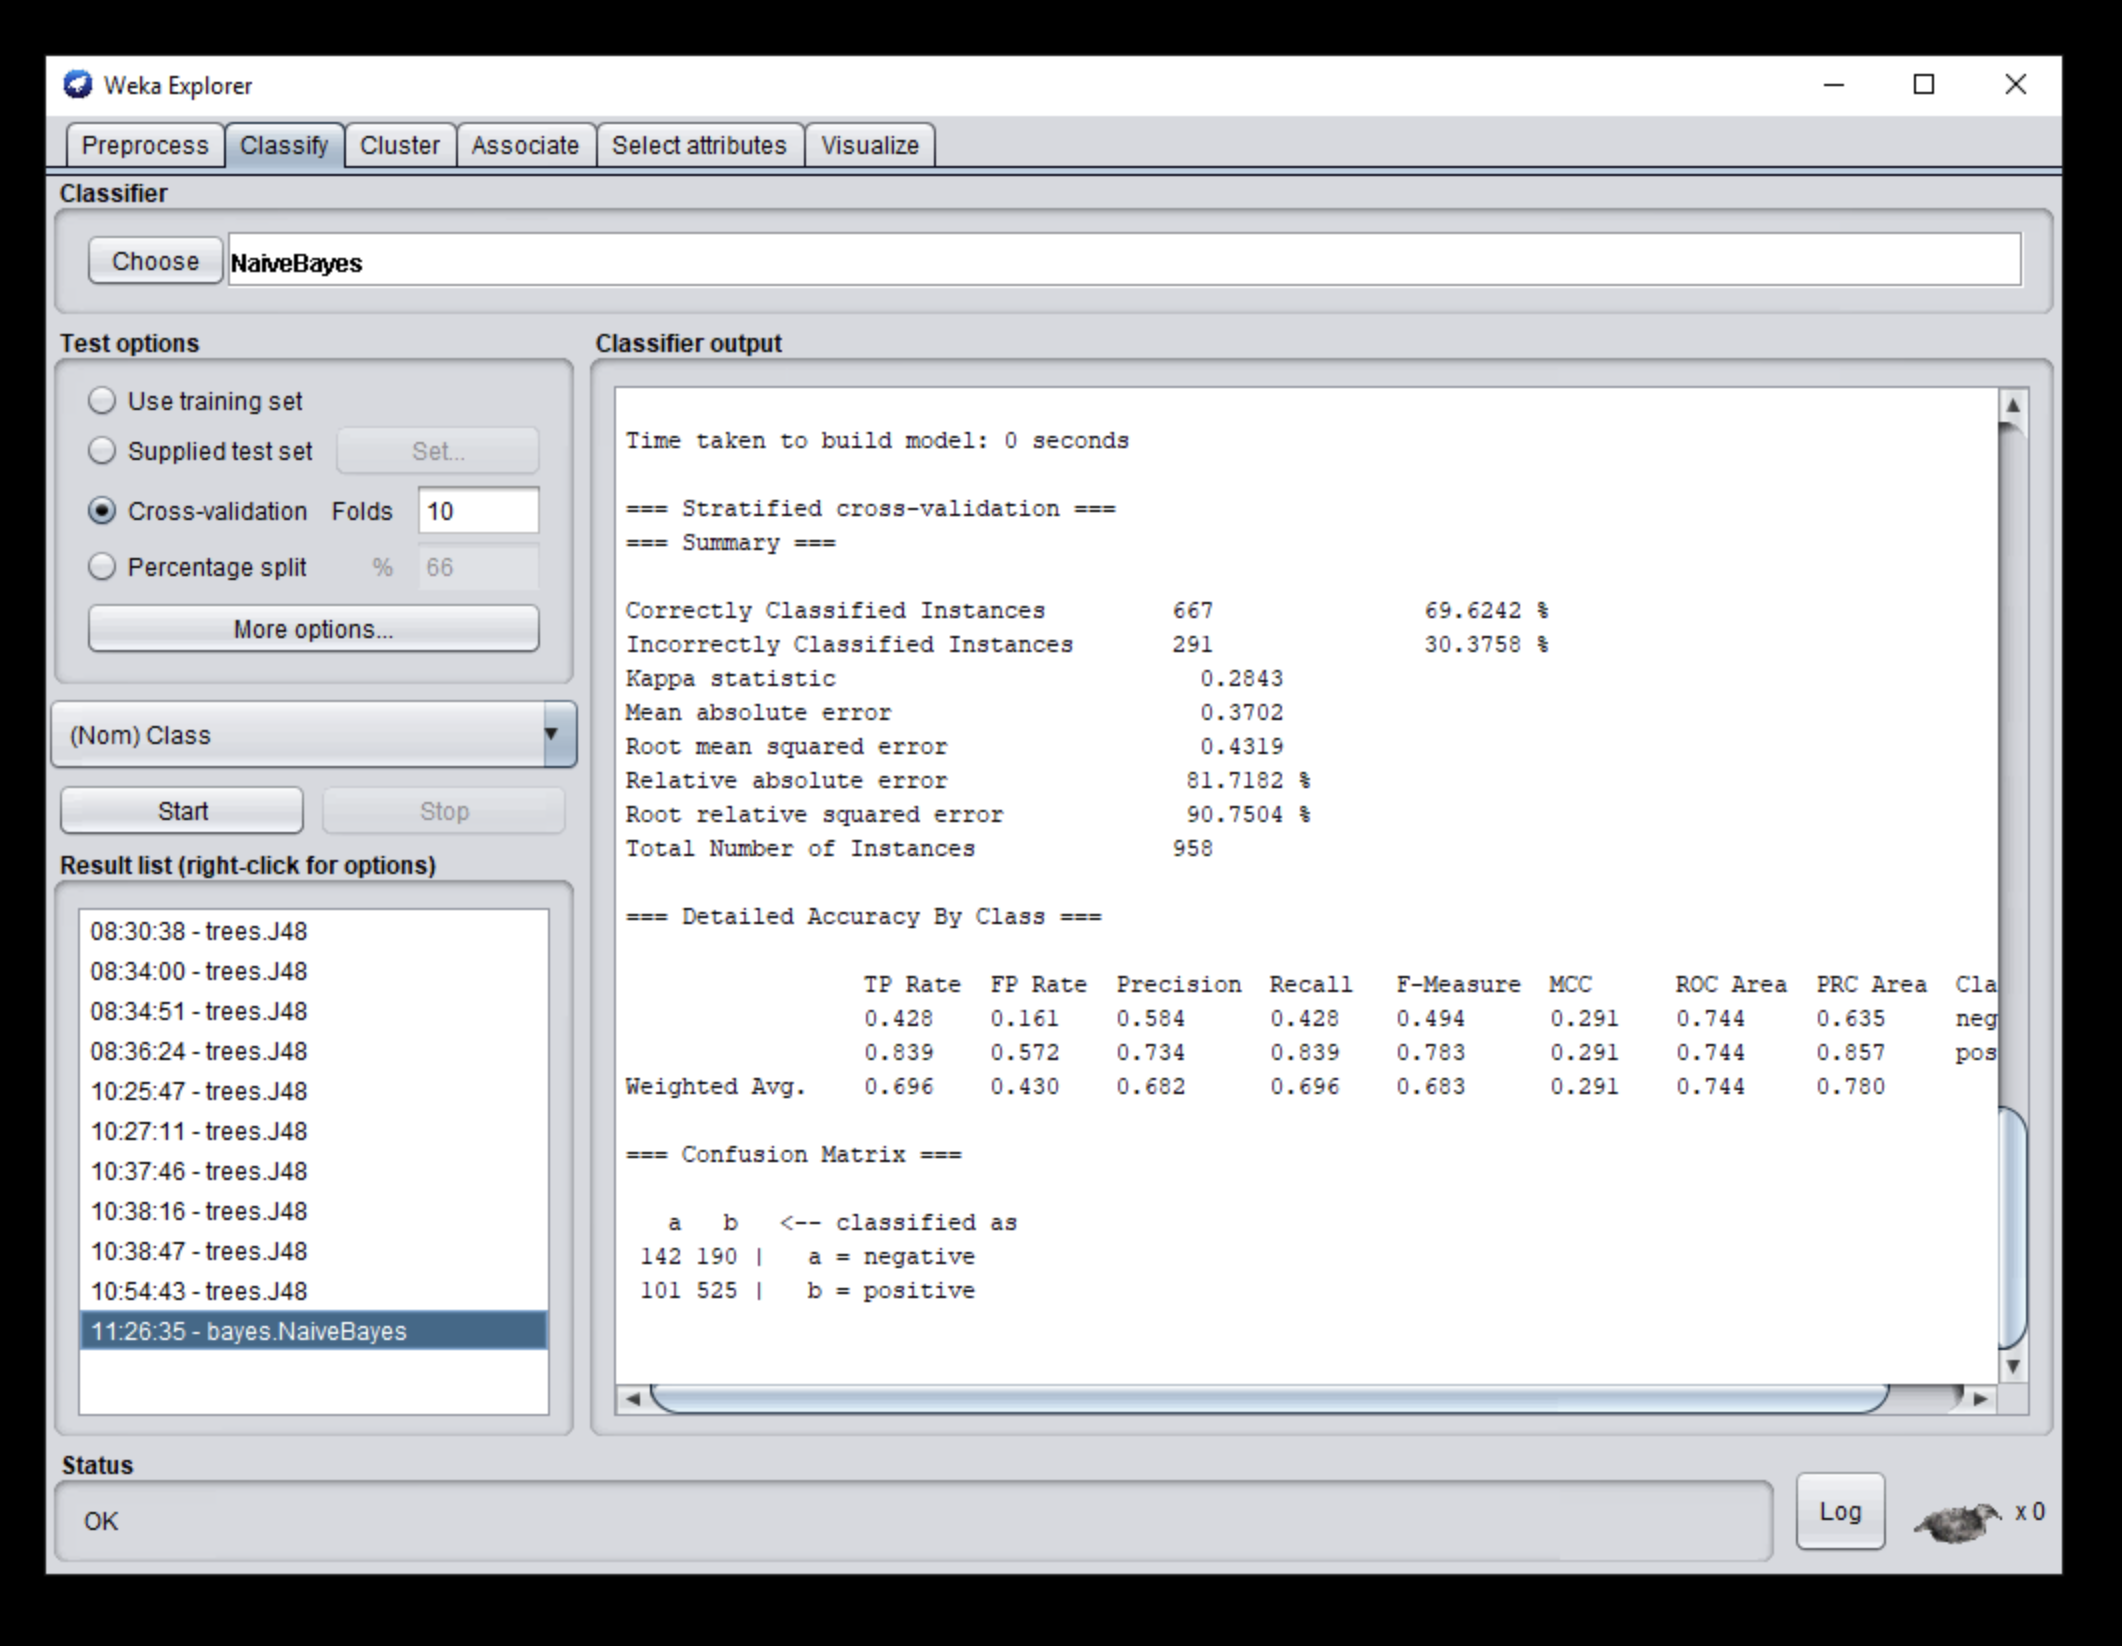 Weka Explorer
Preprocess Classify Cluster Associate Select attributes Visualize
Classifier
Choose NaiveBayes
Test options
Use training set
Supplied test set Set...
Cross-validation Folds 10
Percentage split % 66
More options...
(Nom) Class
Start Stop
Result list (right-click for options)
08:30:38 - trees.J48
08:34:00 - trees.J48
08:34:51 - trees.J48
08:36:24 - trees.J48
10:25:47 - trees.J48
10:27:11 - trees.J48
10:37:46 - trees.J48
10:38:16 - trees.J48
10:38:47 - trees.J48
10:54:43 - trees.J48
11:26:35 - bayes.NaiveBayes
Classifier output
Time taken to build model: 0 seconds
=== Stratified cross-validation ===
=== Summary ===
Correctly Classified Instances 667 69.6242 %
Incorrectly Classified Instances 291 30.3758 %
Kappa statistic 0.2843
Mean absolute error 0.3702
Root mean squared error 0.4319
Relative absolute error 81.7182 %
Root relative squared error 90.7504 %
Total Number of Instances 958
=== Detailed Accuracy By Class ===
TP Rate FP Rate Precision Recall F-Measure MCC ROC Area PRC Area Cla
0.428 0.161 0.584 0.428 0.494 0.291 0.744 0.635 neg
0.839 0.572 0.734 0.839 0.783 0.291 0.744 0.857 pos
Weighted Avg. 0.696 0.430 0.682 0.696 0.683 0.291 0.744 0.780
=== Confusion Matrix ===
a b <-- classified as
142 190 | a = negative
101 525 | b = positive
Status
OK
Log x 0